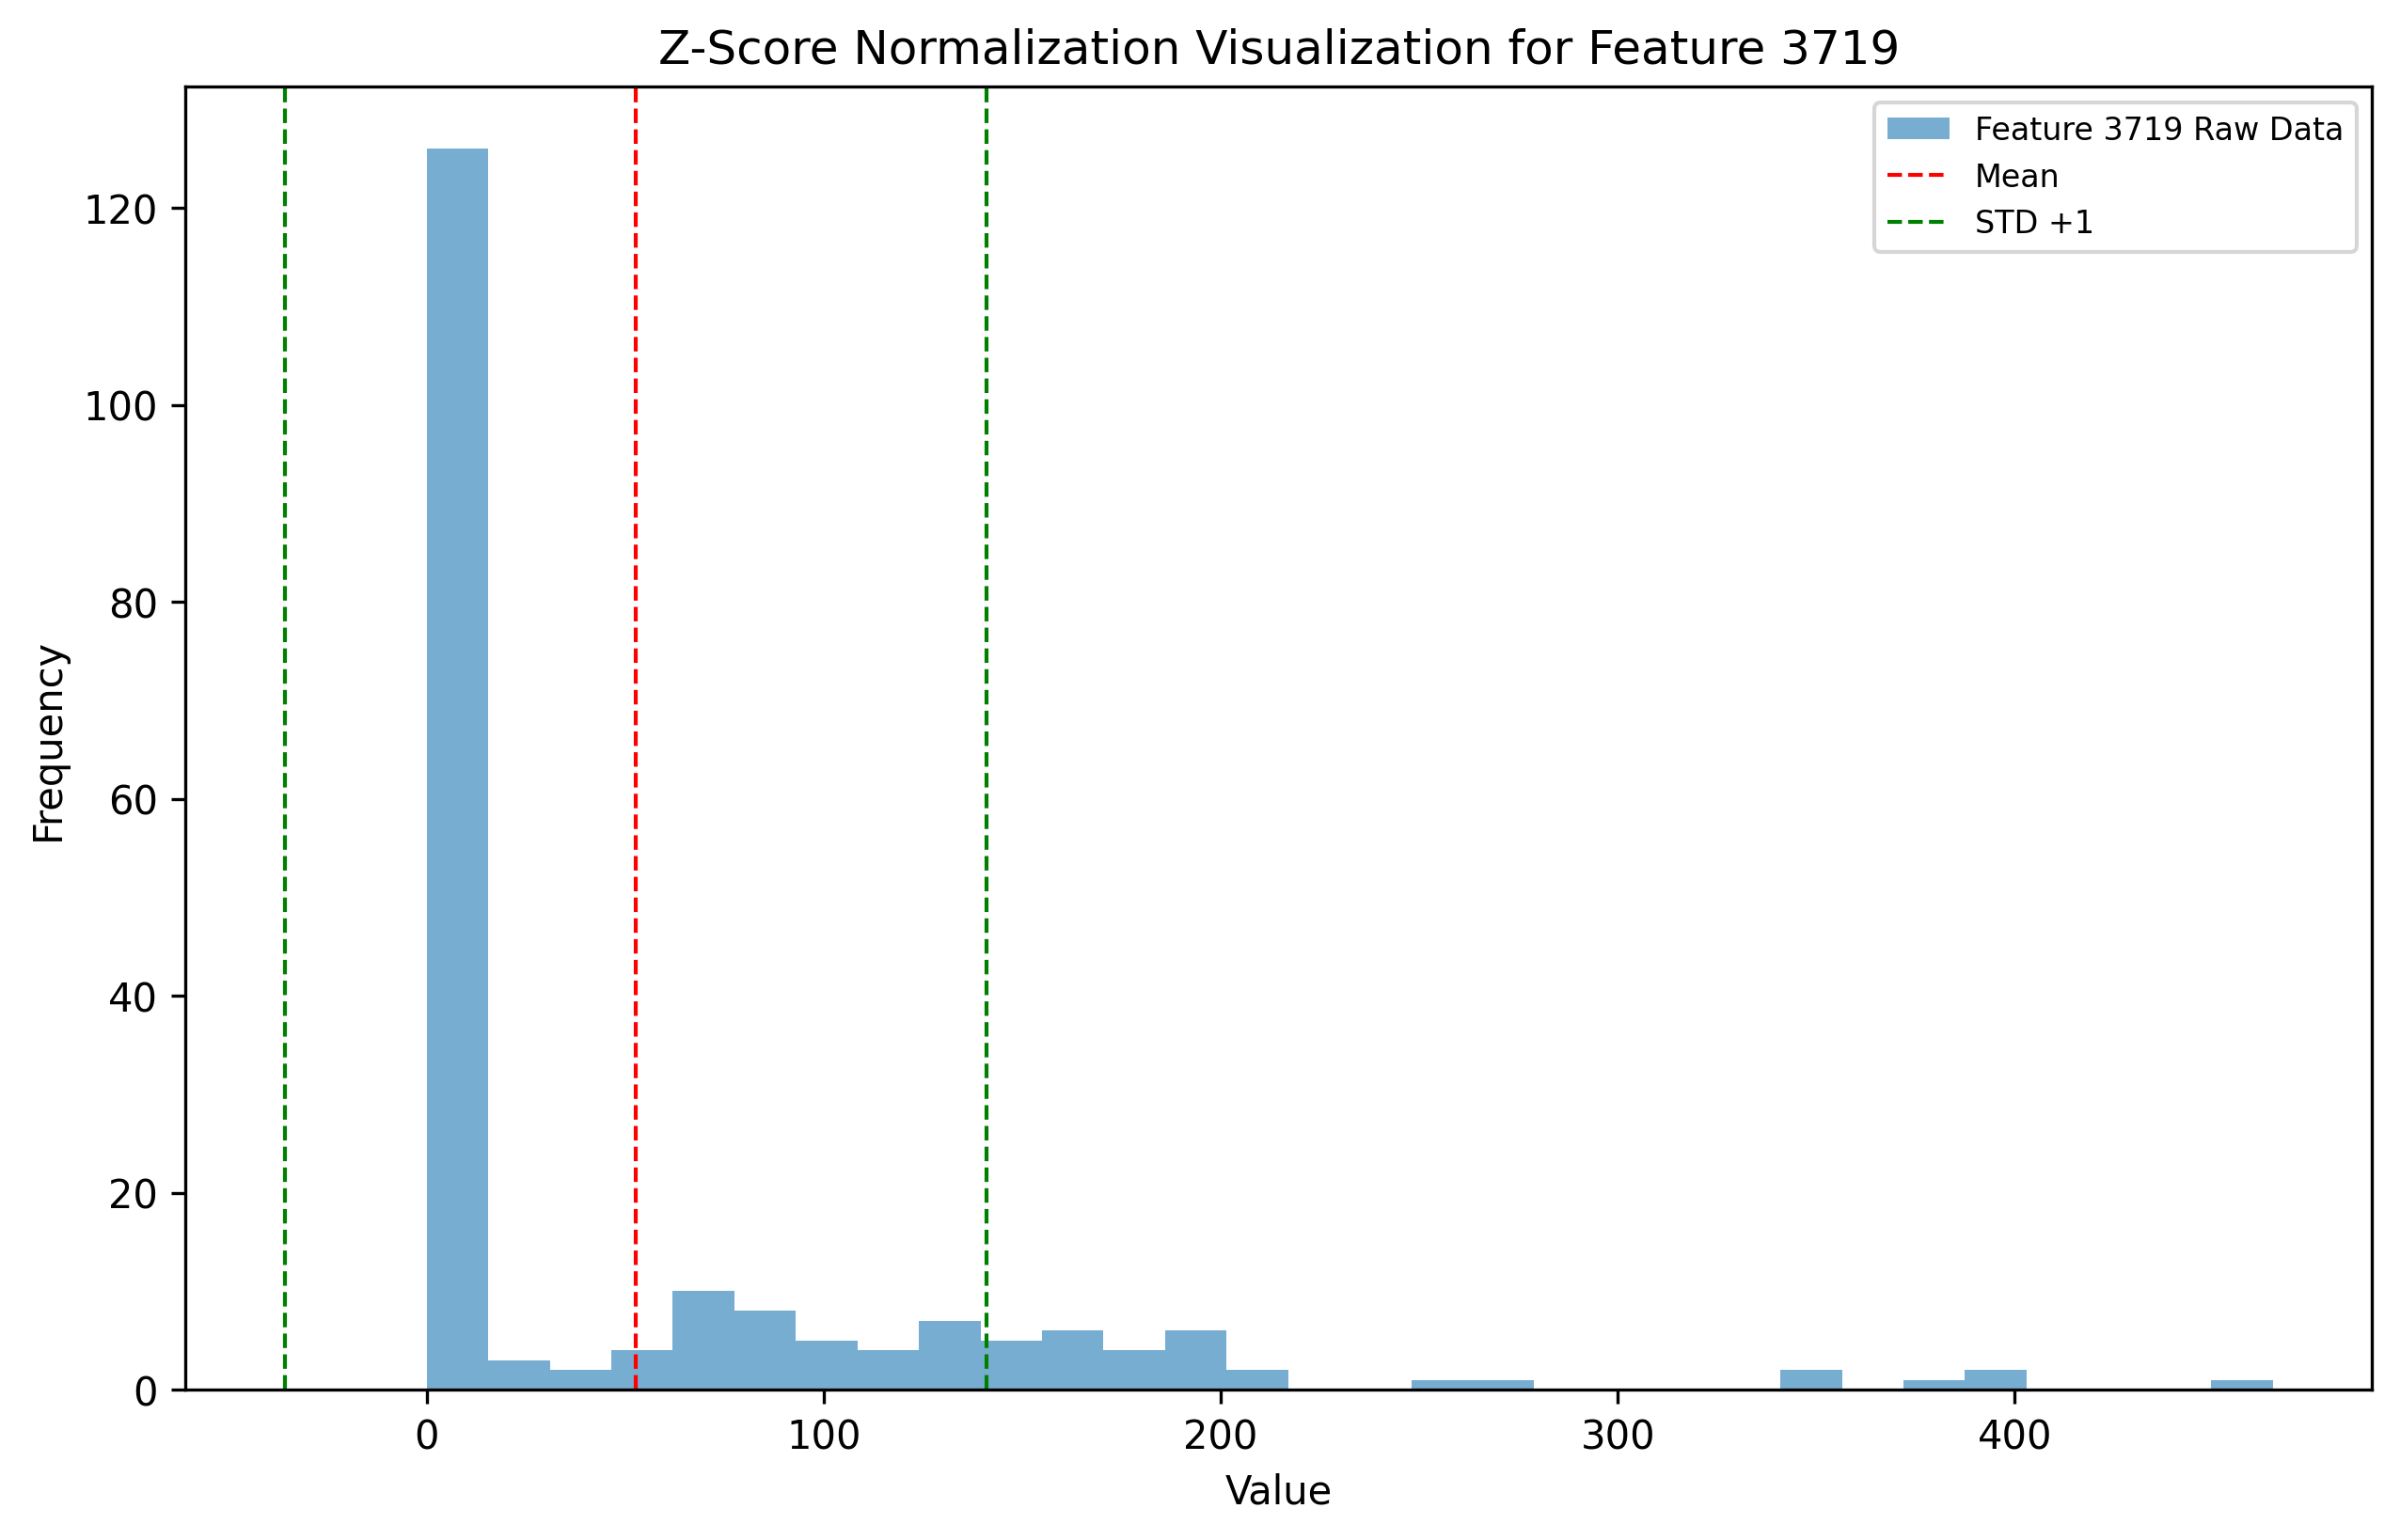 Z-Score Normalization Visualization for Feature 3719
Feature 3719 Raw Data
Mean
STD +1
120
100
80
60
40
20
0
Frequency
0 100 200 300 400
Value